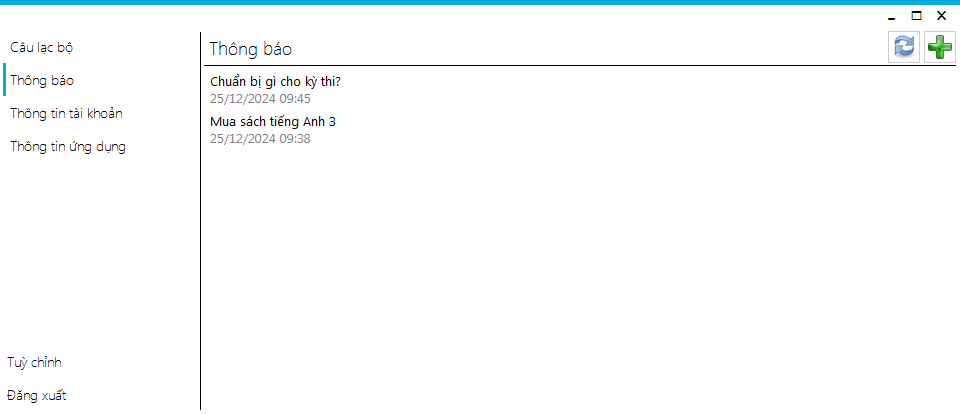 Câu lạc bộ
Thông báo
Thông tin tài khoản
Thông tin ứng dụng
Tuỳ chỉnh
Đăng xuất
Thông báo
Chuẩn bị gì cho kỳ thi?
25/12/2024 09:45
Mua sách tiếng Anh 3
25/12/2024 09:38